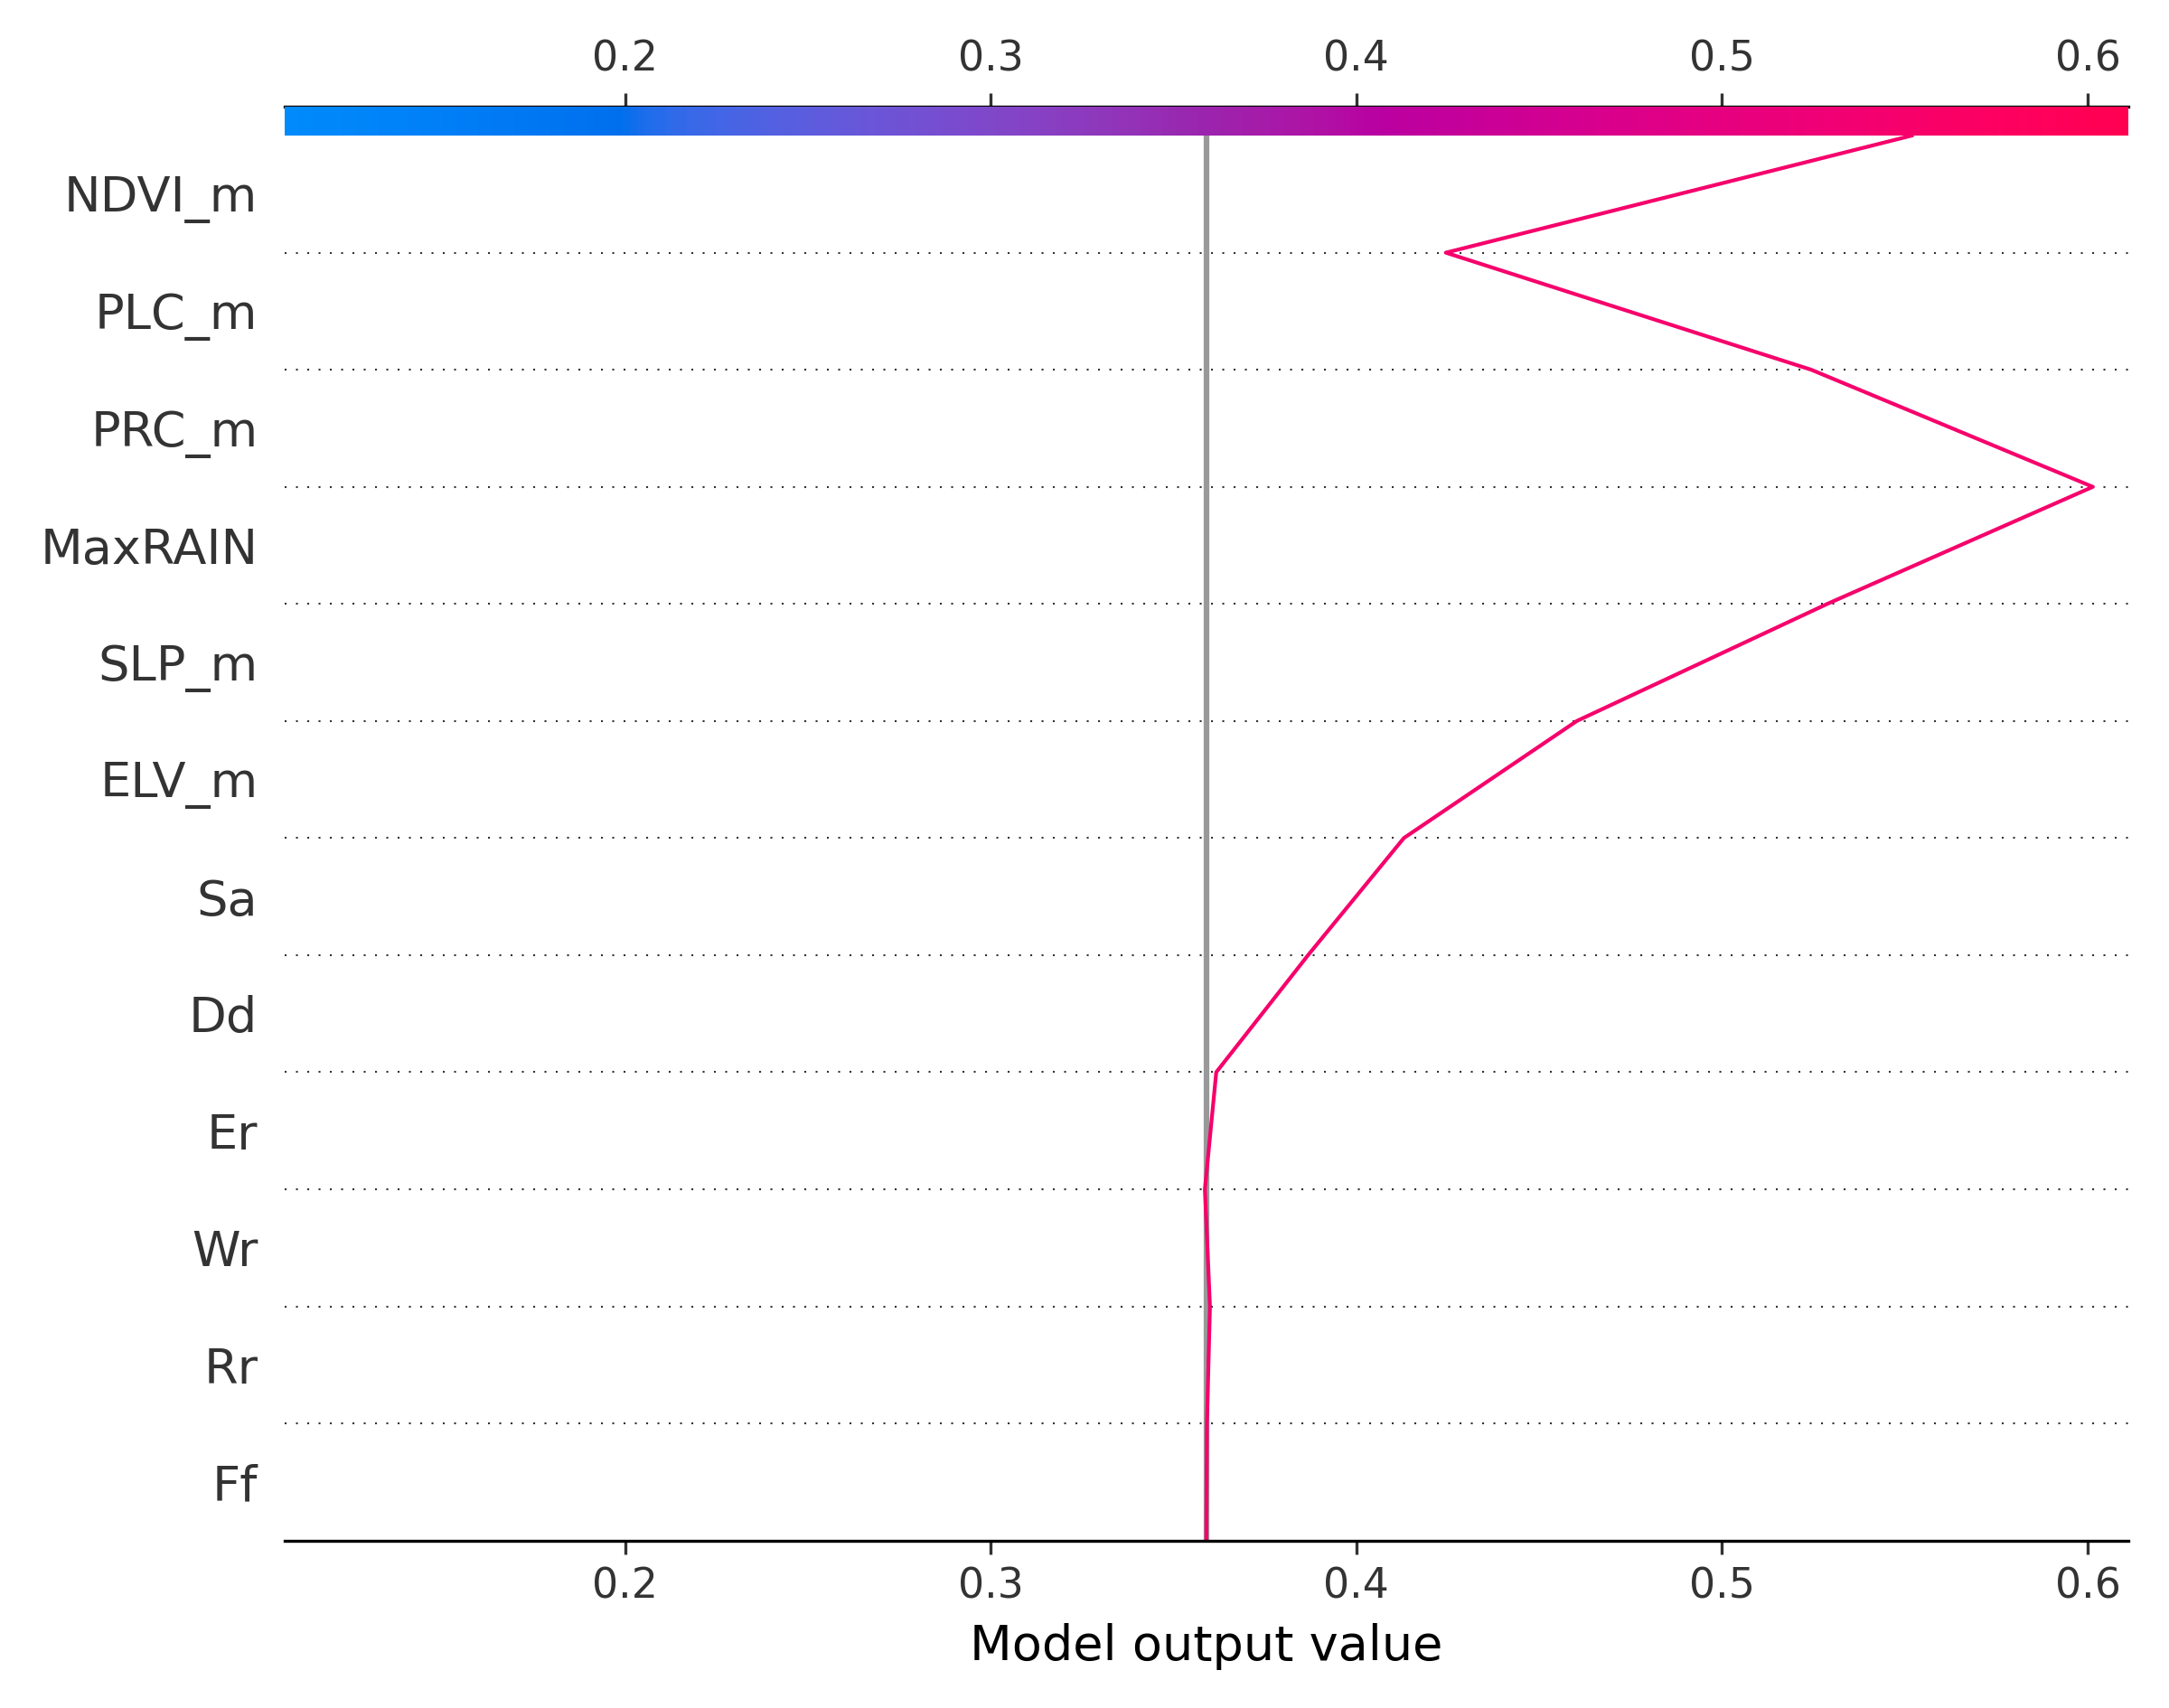 0.2 0.3 0.4 0.5 0.6
NDVI_m
PLC_m
PRC_m
MaxRAIN
SLP_m
ELV_m
Sa
Dd
Er
Wr
Rr
Ff
0.2 0.3 0.4 0.5 0.6
Model output value